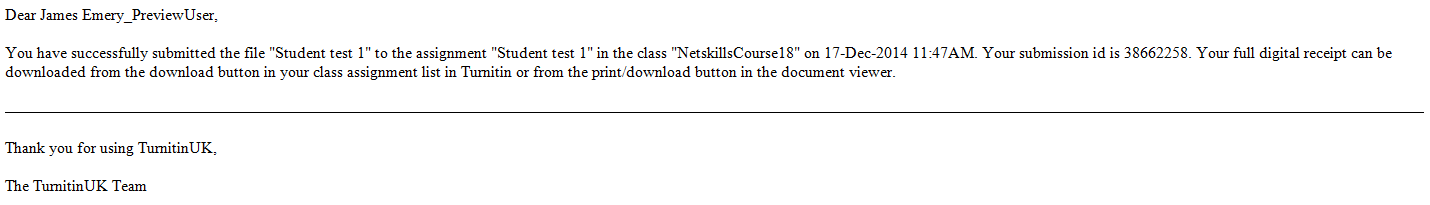 Dear James Emery_PreviewUser,
You have successfully submitted the file "Student test 1" to the assignment "Student test 1" in the class "NetskillsCourse18" on 17-Dec-2014 11:47AM. Your submission id is 38662258. Your full digital receipt can be
downloaded from the download button in your class assignment list in Turnitin or from the print/download button in the document viewer.
Thank you for using TurnitinUK,
The TurnitinUK Team